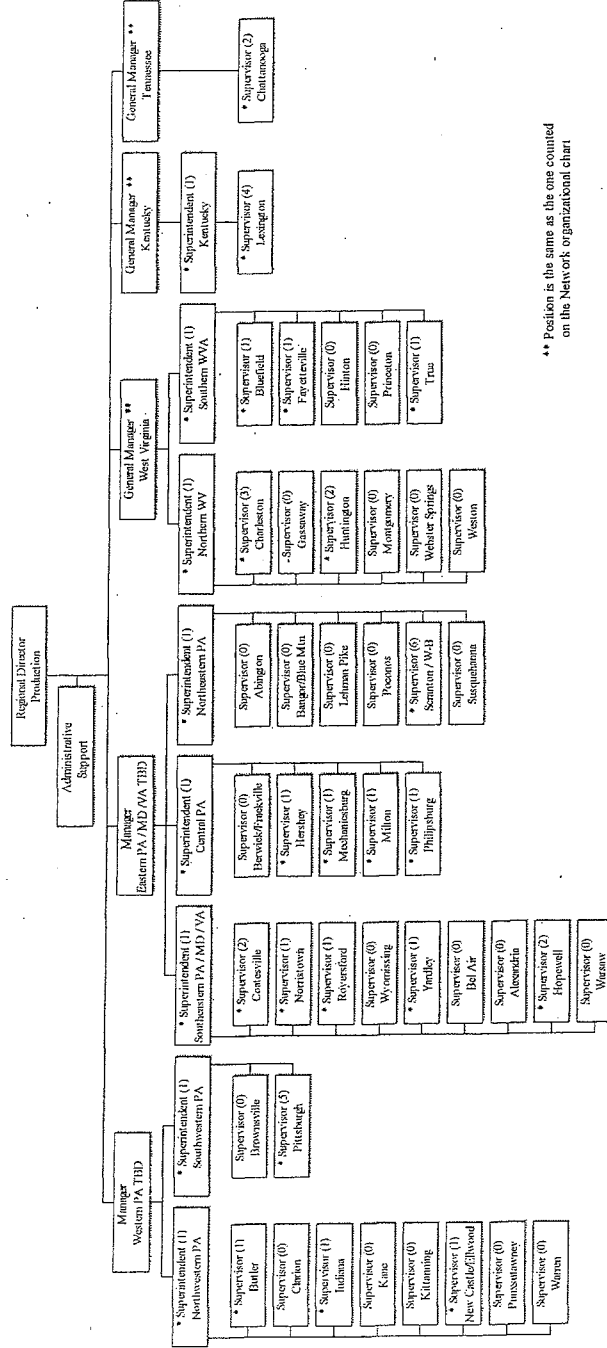 Regional Director
Production
Administrative
Support
Manager
Western PA TBD
* Superintendent (1)
Northwestern PA
* Supervisor (1)
Butler
Supervisor (0)
Clarion
* Supervisor (1)
Indiana
Supervisor (0)
Kane
Supervisor (0)
Kittanning
* Supervisor (1)
New Castle/Ellwood
Supervisor (0)
Punxsutawney
Supervisor (0)
Warren
* Superintendent (1)
Southwestern PA
Supervisor (0)
Brownsville
* Supervisor (5)
Pittsburgh
Manager
Eastern PA / MD / VA TBD
* Superintendent (1)
Southeastern PA / MD / VA
* Supervisor (2)
Coatesville
* Supervisor (1)
Norristown
* Supervisor (1)
Royersford
Supervisor (0)
Wyomissing
* Supervisor (1)
Yardley
Supervisor (0)
Bel Air
Supervisor (0)
Alexandria
* Supervisor (2)
Hopewell
Supervisor (0)
Warsaw
* Superintendent (1)
Central PA
Supervisor (0)
Berwick/Frackville
* Supervisor (1)
Hershey
* Supervisor (1)
Mechanicsburg
* Supervisor (1)
Milton
* Supervisor (1)
Philipsburg
* Superintendent (1)
Northeastern PA
Supervisor (0)
Abington
Supervisor (0)
Bangor/Blue Mtn.
Supervisor (0)
Lehman Pike
Supervisor (0)
Poconos
* Supervisor (6)
Scranton / W-B
Supervisor (0)
Susquehanna
General Manager **
West Virginia
* Superintendent (1)
Northern WV
* Supervisor (3)
Charleston
- Supervisor (0)
Gassaway
* Supervisor (2)
Huntington
Supervisor (0)
Montgomery
Supervisor (0)
Webster Springs
Supervisor (0)
Weston
* Superintendent (1)
Southern WVA
* Supervisor (1)
Bluefield
* Supervisor (1)
Fayetteville
Supervisor (0)
Hinton
Supervisor (0)
Princeton
* Supervisor (1)
True
General Manager **
Kentucky
* Superintendent (1)
Kentucky
* Supervisor (4)
Lexington
General Manager **
Tennessee
* Supervisor (2)
Chattanooga
** Position is the same as the one counted
on the Network organizational chart